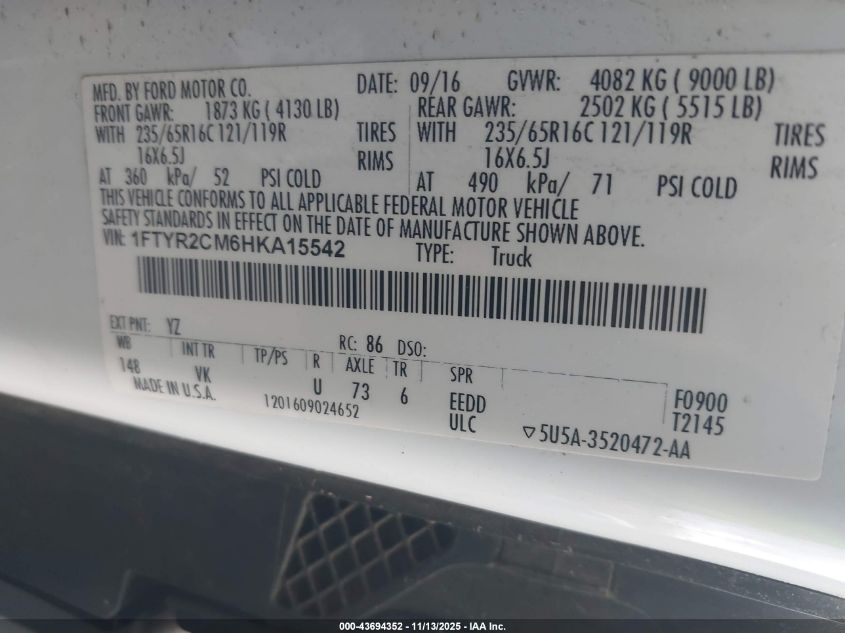 MFD. BY FORD MOTOR CO. DATE: 09/16 GVWR: 4082 KG ( 9000 LB)
FRONT GAWR: 1873 KG ( 4130 LB) REAR GAWR: 2502 KG ( 5515 LB)
WITH 235/65R16C 121/119R TIRES WITH 235/65R16C 121/119R TIRES
16X6.5J RIMS 16X6.5J RIMS
AT 360 kPa/ 52 PSI COLD AT 490 kPa/ 71 PSI COLD
THIS VEHICLE CONFORMS TO ALL APPLICABLE FEDERAL MOTOR VEHICLE
SAFETY STANDARDS IN EFFECT ON THE DATE OF MANUFACTURE SHOWN ABOVE.
VIN: 1FTYR2CM6HKA15542 TYPE: Truck
EXT PNT: YZ RC: 86 DSO:
WB INT TR TP/PS R AXLE TR SPR
148 VK U 73 6 EEDD F0900
MADE IN U.S.A. 1201609024652 ULC T2145
▽5U5A-3520472-AA
000-43694352 | 11/13/2025 - IAA Inc.